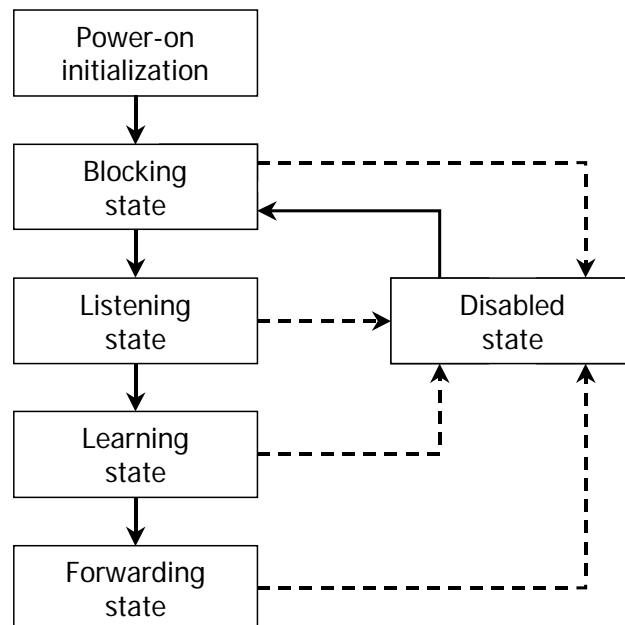 Power-on
initialization
Blocking
state
Listening
state
Disabled
state
Learning
state
Forwarding
state